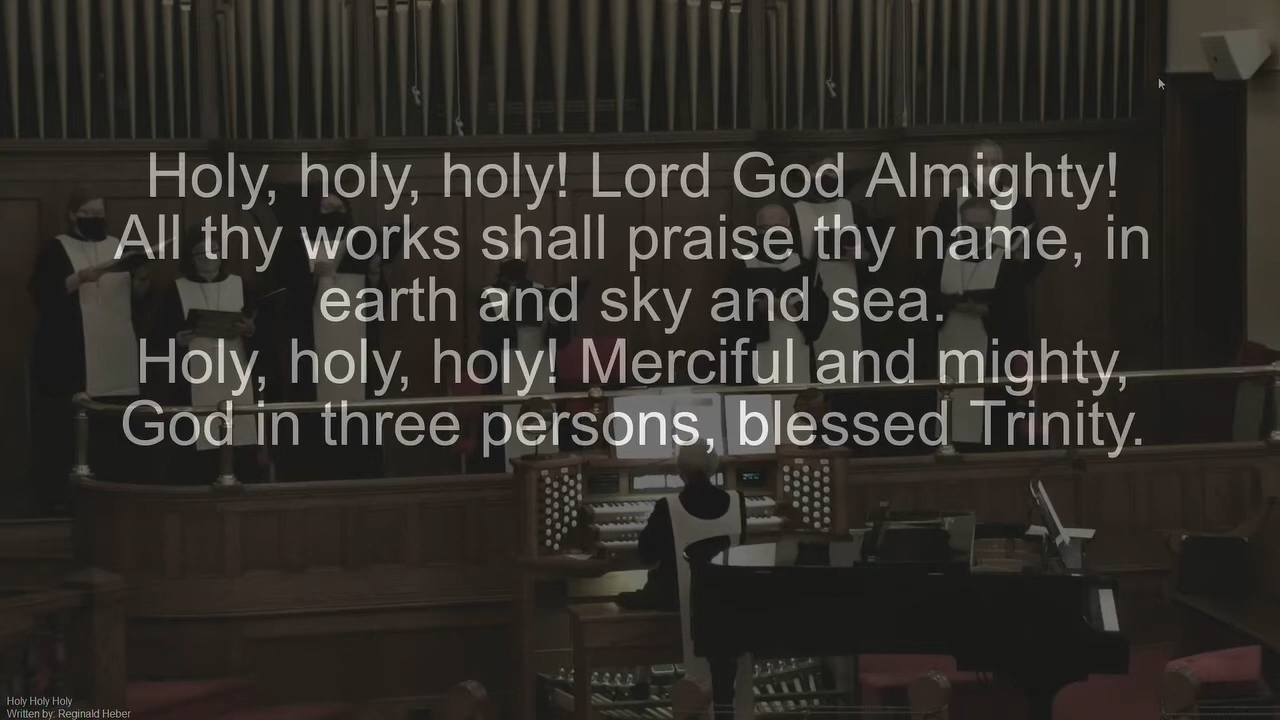 Holy, holy, holy! Lord God Almighty!
All thy works shall praise thy name, in
earth and sky and sea.
Holy, holy, holy! Merciful and mighty,
God in three persons, blessed Trinity.
Holy Holy Holy
Written by: Reginald Heber